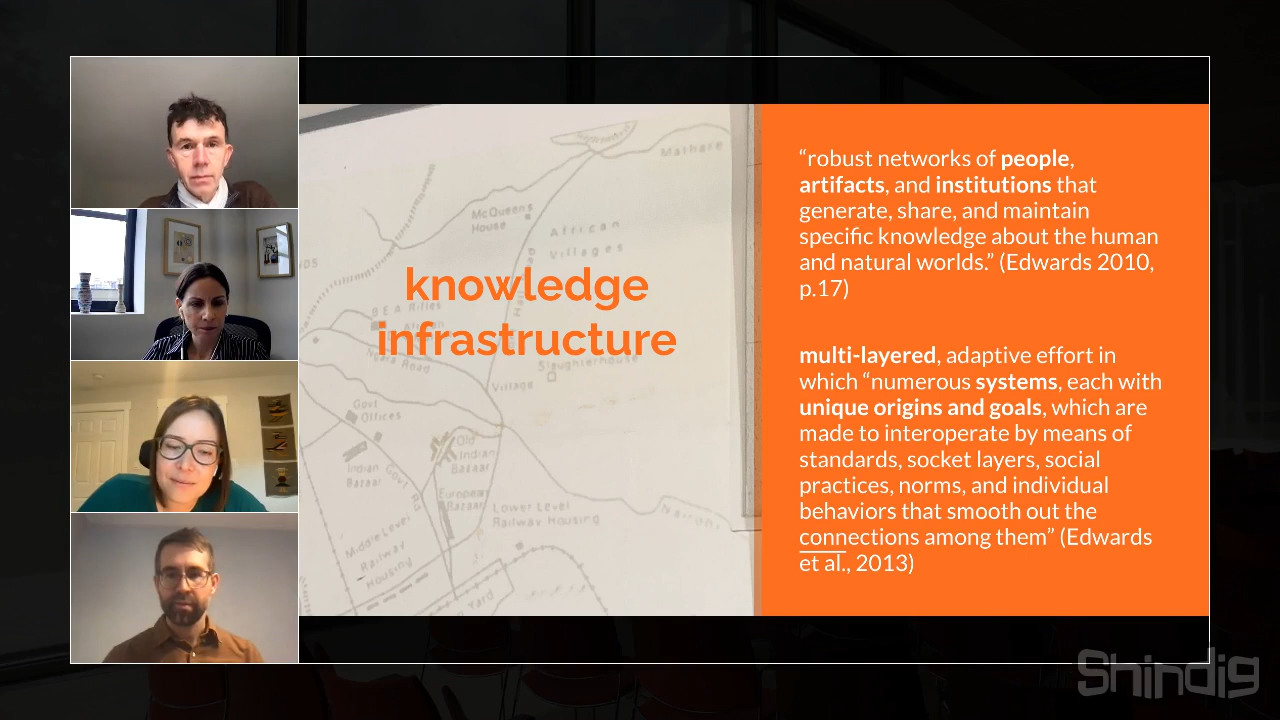 knowledge
infrastructure
“robust networks of people,
artifacts, and institutions that
generate, share, and maintain
specific knowledge about the human
and natural worlds.” (Edwards 2010,
p.17)
multi-layered, adaptive effort in
which “numerous systems, each with
unique origins and goals, which are
made to interoperate by means of
standards, socket layers, social
practices, norms, and individual
behaviors that smooth out the
connections among them” (Edwards
et al., 2013)
Mathare
McQueen's
House
African
Villages
BEA Rifles
Slaughterhouse
Village
Govt
Offices
Indian
Bazaar
Govt Rd
Old
Indian
Bazaar
European
Bazaar
Lower Level
Railway Housing
Middle Level
Railway
Housing
Nairobi
Yard
Shindig